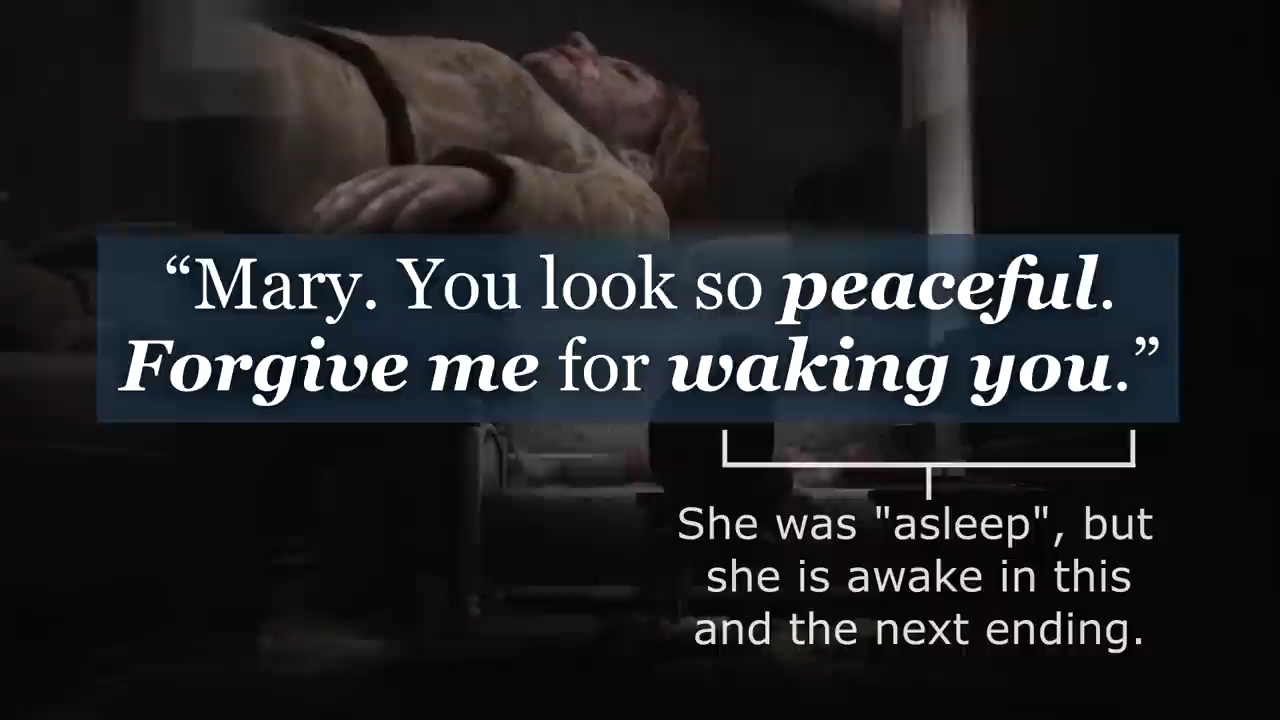 “Mary. You look so peaceful.
Forgive me for waking you.”
She was "asleep", but
she is awake in this
and the next ending.